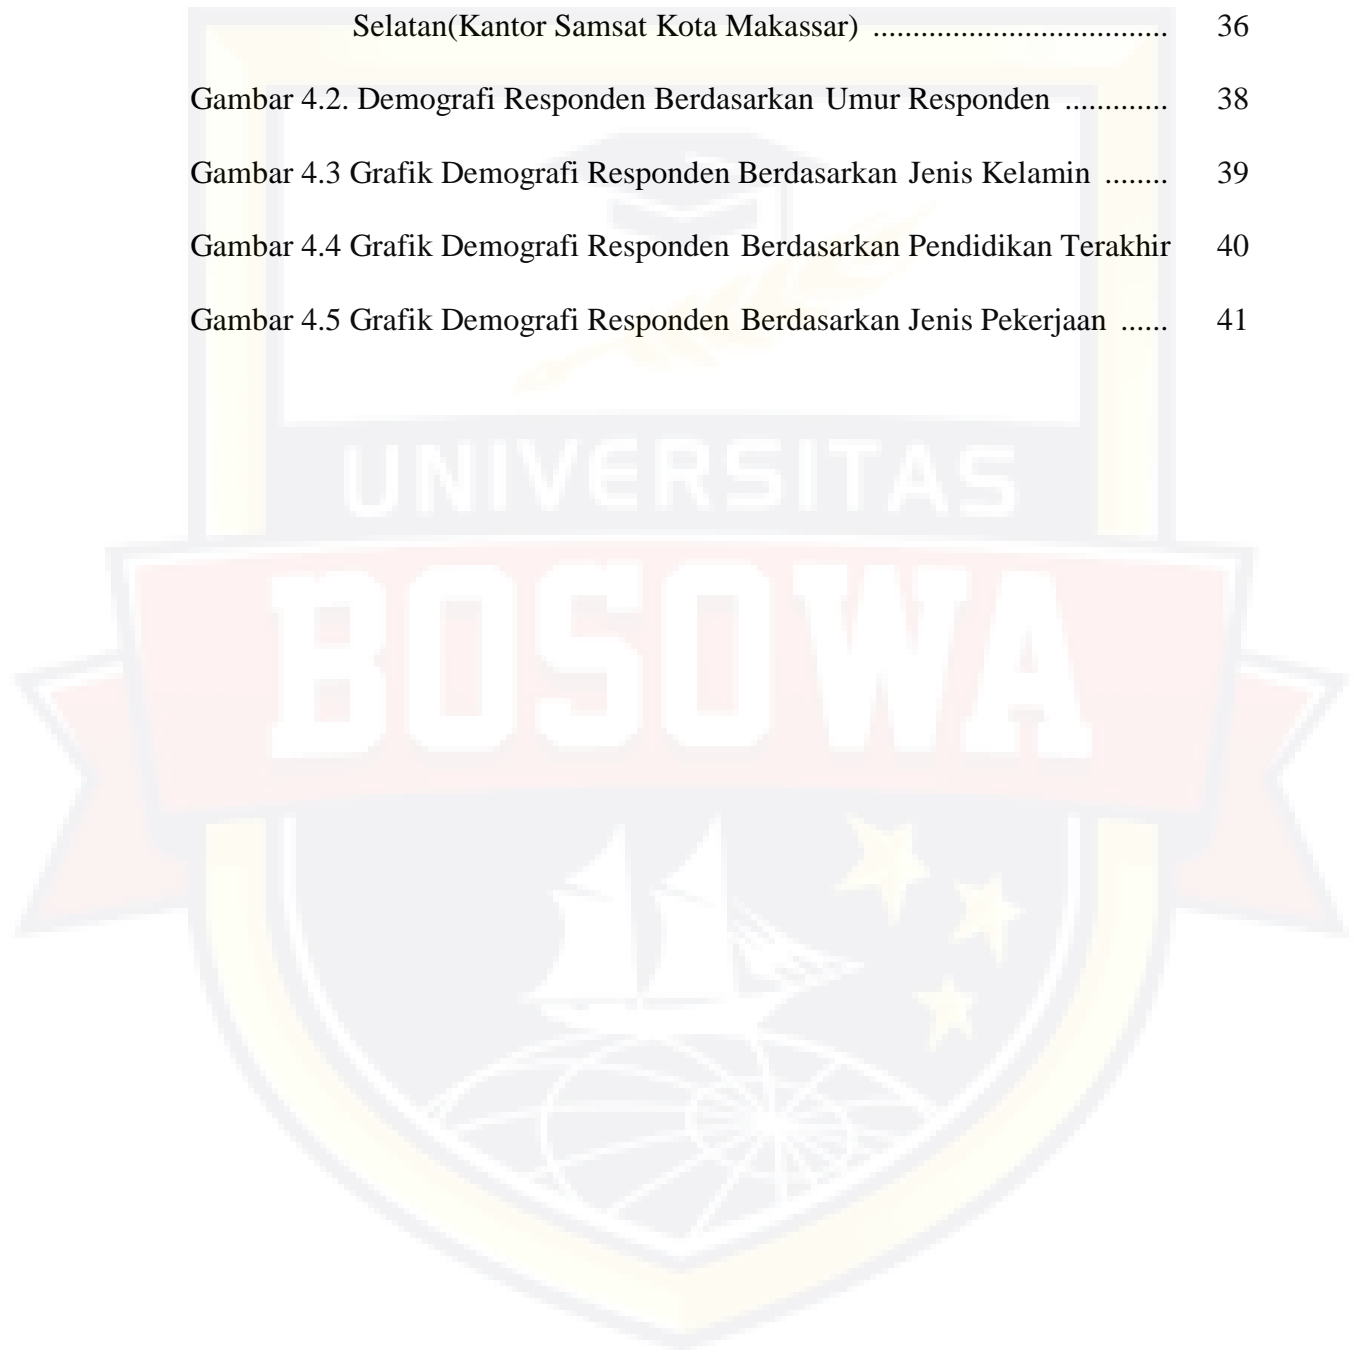 Selatan(Kantor Samsat Kota Makassar) .................................... 36
Gambar 4.2. Demografi Responden Berdasarkan Umur Responden ............. 38
Gambar 4.3 Grafik Demografi Responden Berdasarkan Jenis Kelamin ........ 39
Gambar 4.4 Grafik Demografi Responden Berdasarkan Pendidikan Terakhir 40
Gambar 4.5 Grafik Demografi Responden Berdasarkan Jenis Pekerjaan ...... 41
UNIVERSITAS
BOSOWA